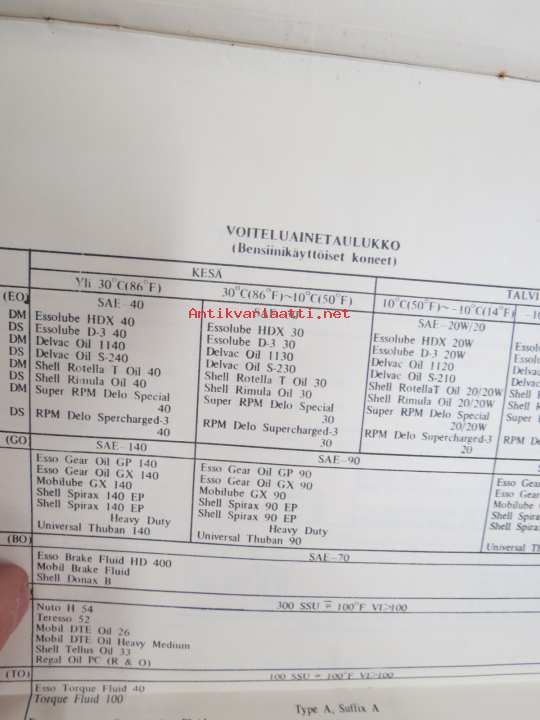 VOITELUAINETAULUKKO
(Bensiinikäyttöiset koneet)
KESÄ TALVI
Yli 30°C(86°F) 30°C(86°F)~10°C(50°F) 10°C(50°F)~ -10°C(14°F)
Antikvariaatti.net
(EO) SAE-40 SAE-20W/20
DM Essolube HDX 40 Essolube HDX 30 Essolube HDX 20W
DS Essolube D-3 40 Essolube D-3 30 Essolube D-3 20W
DM Delvac Oil 1140 Delvac Oil 1130 Delvac Oil 1120
DS Delvac Oil S-240 Delvac Oil S-230 Delvac Oil S-210
DM Shell Rotella T Oil 40 Shell Rotella T Oil 30 Shell Rotella T Oil 20/20W
DS Shell Rimula Oil 40 Shell Rimula Oil 30 Shell Rimula Oil 20/20W
DM Super RPM Delo Special Super RPM Delo Special Super RPM Delo Special
40 30 20/20W
DS RPM Delo Supercharged-3 RPM Delo Supercharged-3 RPM Delo Supercharged-3
40 30 20
(GO) SAE-140 SAE-90
Esso Gear Oil GP 140 Esso Gear Oil GP 90 Esso Gear
Esso Gear Oil GX 140 Esso Gear Oil GX 90 Esso Gear
Mobilube GX 140 Mobilube GX 90 Mobilube
Shell Spirax 140 EP Shell Spirax 90 EP Shell Spirax
Shell Spirax 140 EP Shell Spirax 90 EP Shell Spirax
Heavy Duty Heavy Duty
Universal Thuban 140 Universal Thuban 90 Universal
(BO) SAE-70
Esso Brake Fluid HD 400
Mobil Brake Fluid
Shell Donax B
300 SSU = 100°F VI>100
Nuto H 54
Teresso 52
Mobil DTE Oil 26
Mobil DTE Oil Heavy Medium
Shell Tellus Oil 33
Regal Oil PC (R & O)
(TO) 100 SSU = 100°F VI>100
Esso Torque Fluid 40
Torque Fluid 100
Type A, Suffix A